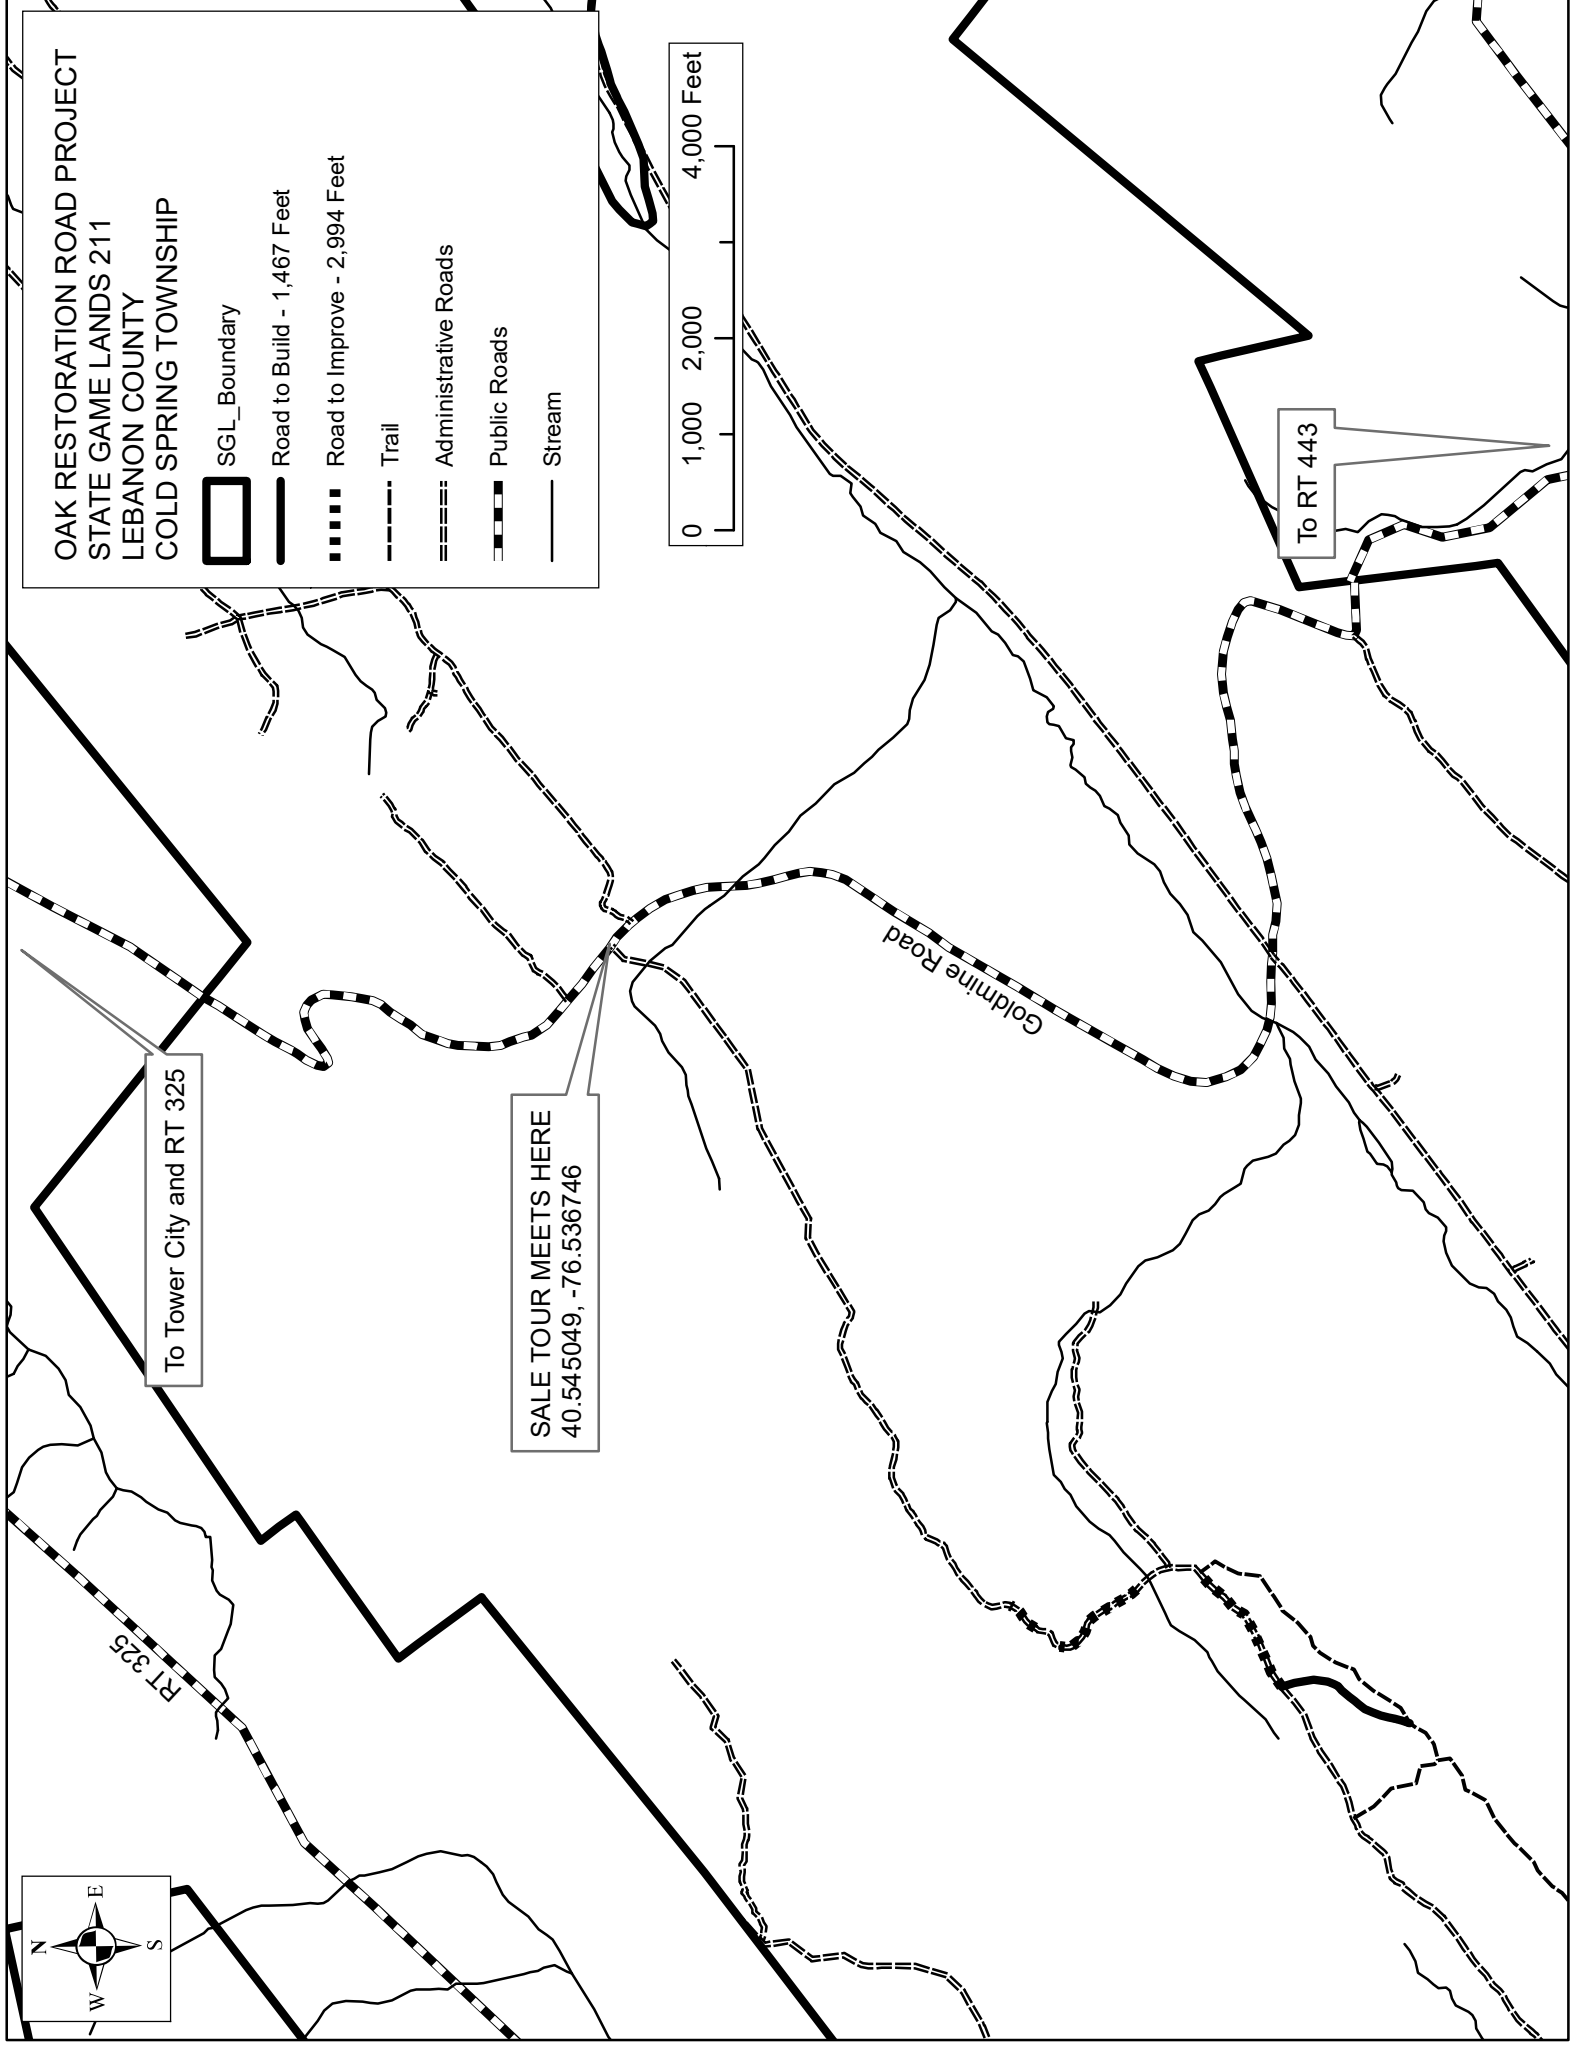 OAK RESTORATION ROAD PROJECT
STATE GAME LANDS 211
LEBANON COUNTY
COLD SPRING TOWNSHIP
SGL_Boundary
Road to Build - 1,467 Feet
Road to Improve - 2,994 Feet
Trail
Administrative Roads
Public Roads
Stream
0 1,000 2,000 4,000 Feet
N
W E
S
RT 325
To Tower City and RT 325
SALE TOUR MEETS HERE
40.545049, -76.536746
Goldmine Road
To RT 443